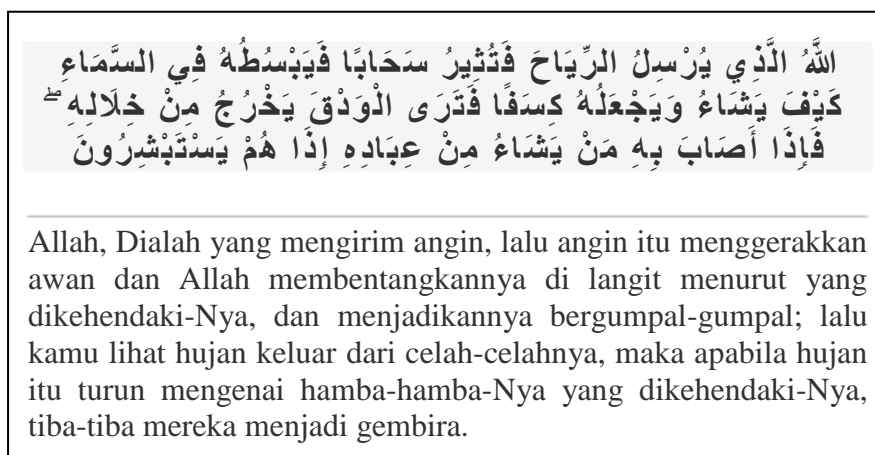 اللَّهُ الَّذِي يُرْسِلُ الرِّيَاحَ فَتُثِيرُ سَحَابًا فَيَبْسُطُهُ فِي السَّمَاءِ
كَيْفَ يَشَاءُ وَيَجْعَلُهُ كِسَفًا فَتَرَى الْوَدْقَ يَخْرُجُ مِنْ خِلَالِهِ ۖ
فَإِذَا أَصَابَ بِهِ مَنْ يَشَاءُ مِنْ عِبَادِهِ إِذَا هُمْ يَسْتَبْشِرُونَ
Allah, Dialah yang mengirim angin, lalu angin itu menggerakkan
awan dan Allah membentangkannya di langit menurut yang
dikehendaki-Nya, dan menjadikannya bergumpal-gumpal; lalu
kamu lihat hujan keluar dari celah-celahnya, maka apabila hujan
itu turun mengenai hamba-hamba-Nya yang dikehendaki-Nya,
tiba-tiba mereka menjadi gembira.